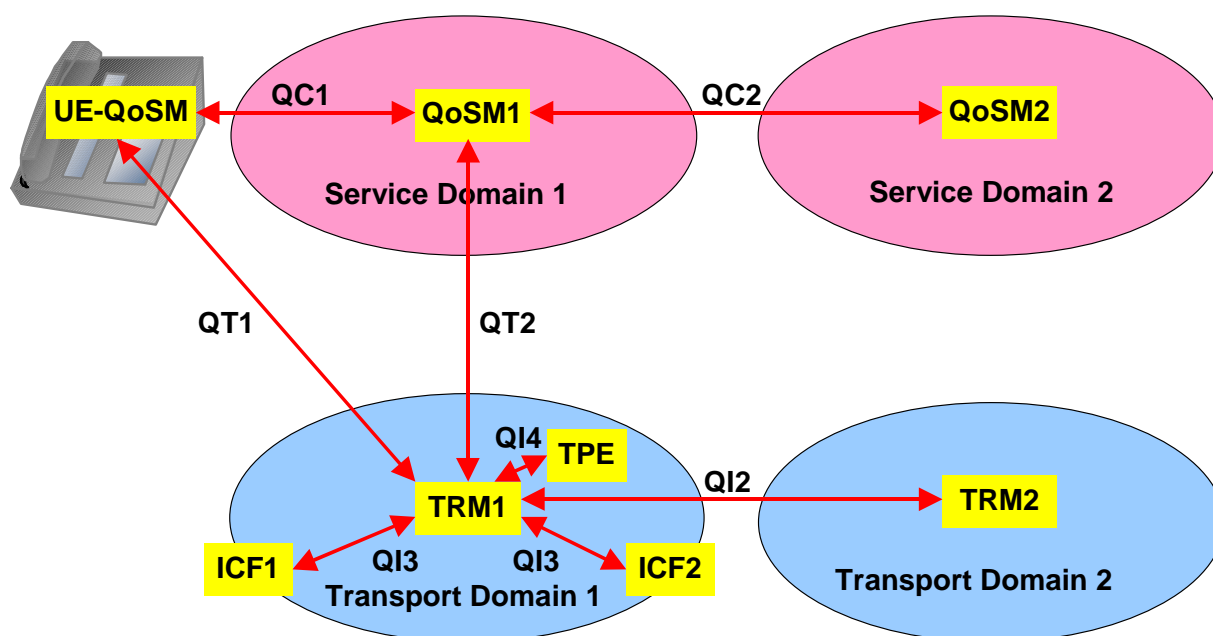 UE-QoSM
QC1
QoSM1
QC2
QoSM2
Service Domain 1
Service Domain 2
QT1
QT2
QI4
TPE
TRM1
QI2
TRM2
ICF1
QI3
QI3
ICF2
Transport Domain 1
Transport Domain 2